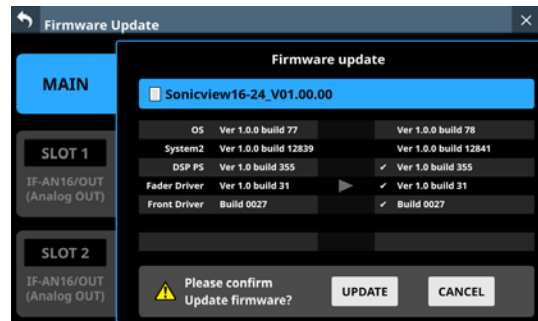 Firmware Update
MAIN
SLOT 1
IF-AN16/OUT
(Analog OUT)
SLOT 2
IF-AN16/OUT
(Analog OUT)
Firmware update
Sonicview16-24_V01.00.00
OS Ver 1.0.0 build 77 Ver 1.0.0 build 78
System2 Ver 1.0.0 build 12839 Ver 1.0.0 build 12841
DSP PS Ver 1.0 build 355 ✓ Ver 1.0 build 355
Fader Driver Ver 1.0 build 31 ✓ Ver 1.0 build 31
Front Driver Build 0027 ✓ Build 0027
Please confirm
Update firmware?
UPDATE
CANCEL